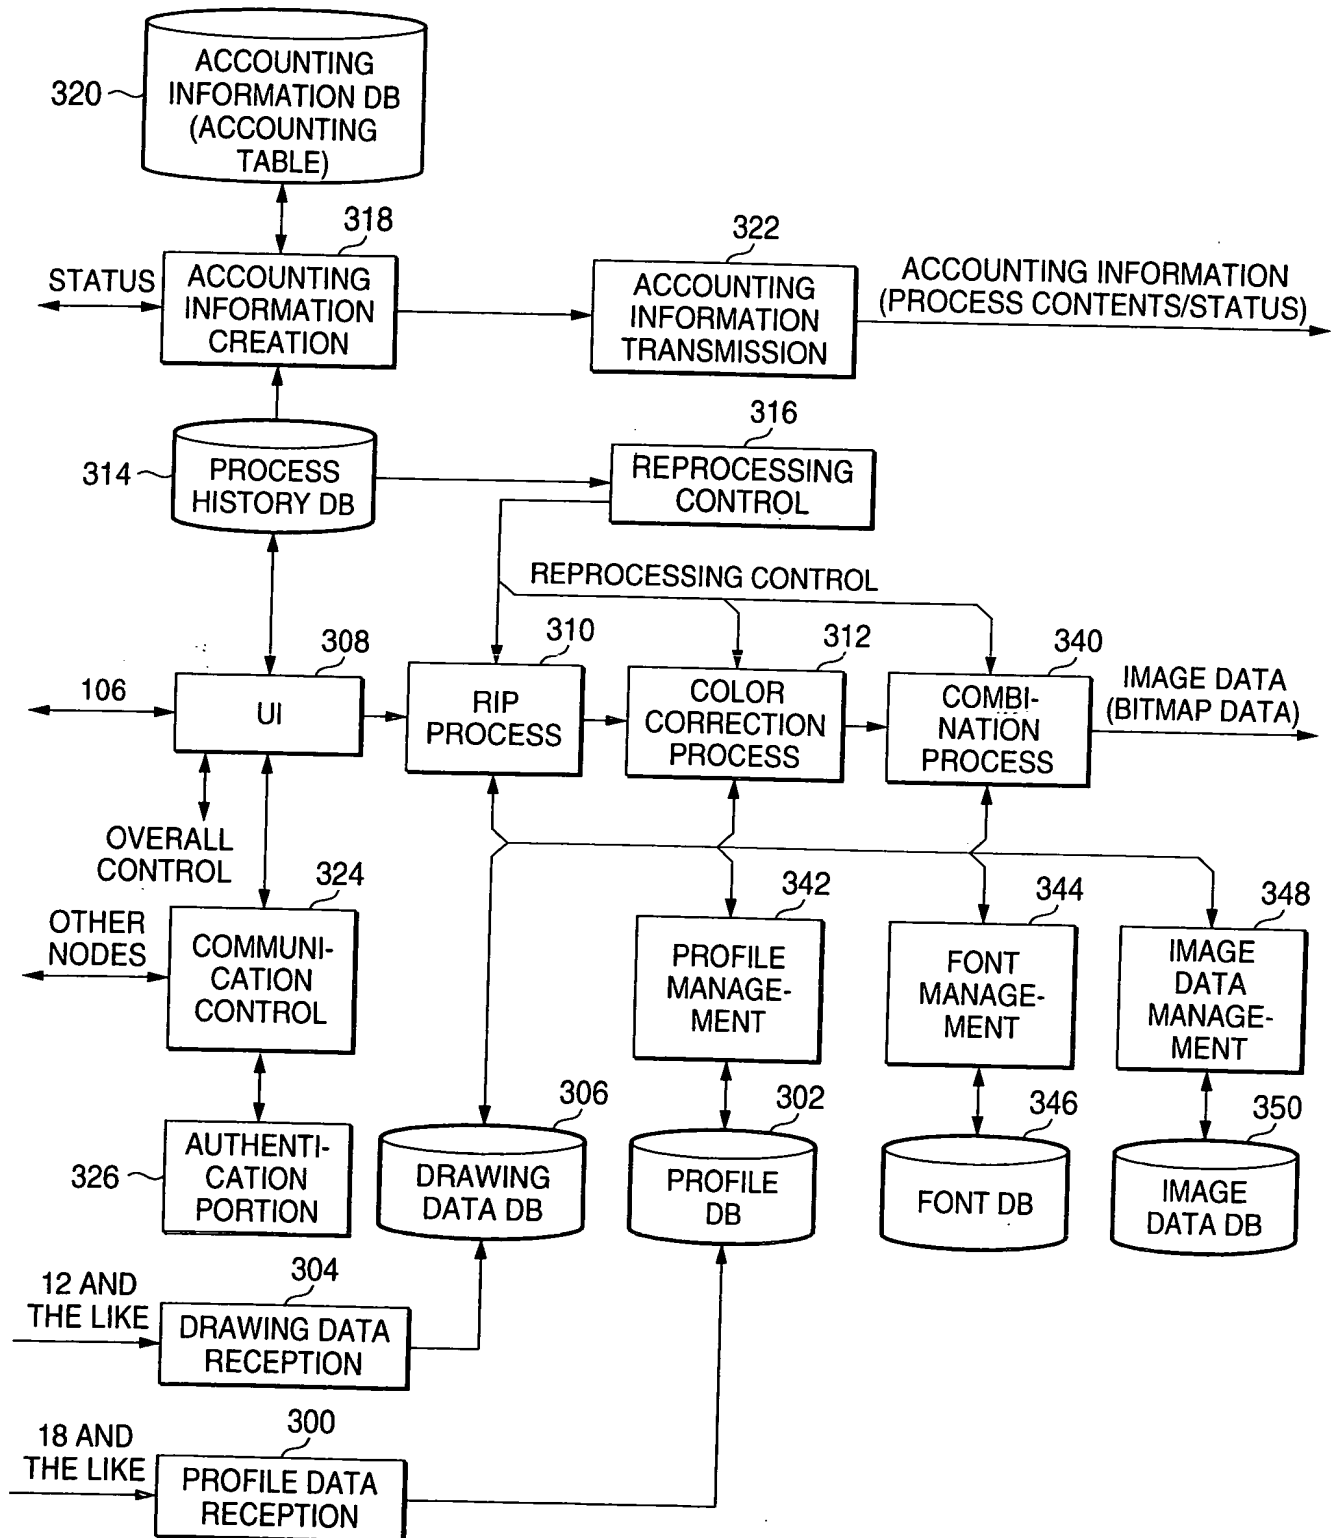 ACCOUNTING
INFORMATION DB
(ACCOUNTING
TABLE)
320
318
STATUS
ACCOUNTING
INFORMATION
CREATION
322
ACCOUNTING
INFORMATION
TRANSMISSION
ACCOUNTING INFORMATION
(PROCESS CONTENTS/STATUS)
314
PROCESS
HISTORY DB
316
REPROCESSING
CONTROL
REPROCESSING CONTROL
106
308
UI
310
RIP
PROCESS
312
COLOR
CORRECTION
PROCESS
340
COMBI-
NATION
PROCESS
IMAGE DATA
(BITMAP DATA)
OVERALL
CONTROL
OTHER
NODES
324
COMMUNI-
CATION
CONTROL
342
PROFILE
MANAGE-
MENT
344
FONT
MANAGE-
MENT
348
IMAGE
DATA
MANAGE-
MENT
326
AUTHENTI-
CATION
PORTION
306
DRAWING
DATA DB
302
PROFILE
DB
346
FONT DB
350
IMAGE
DATA DB
12 AND
THE LIKE
304
DRAWING DATA
RECEPTION
18 AND
THE LIKE
300
PROFILE DATA
RECEPTION